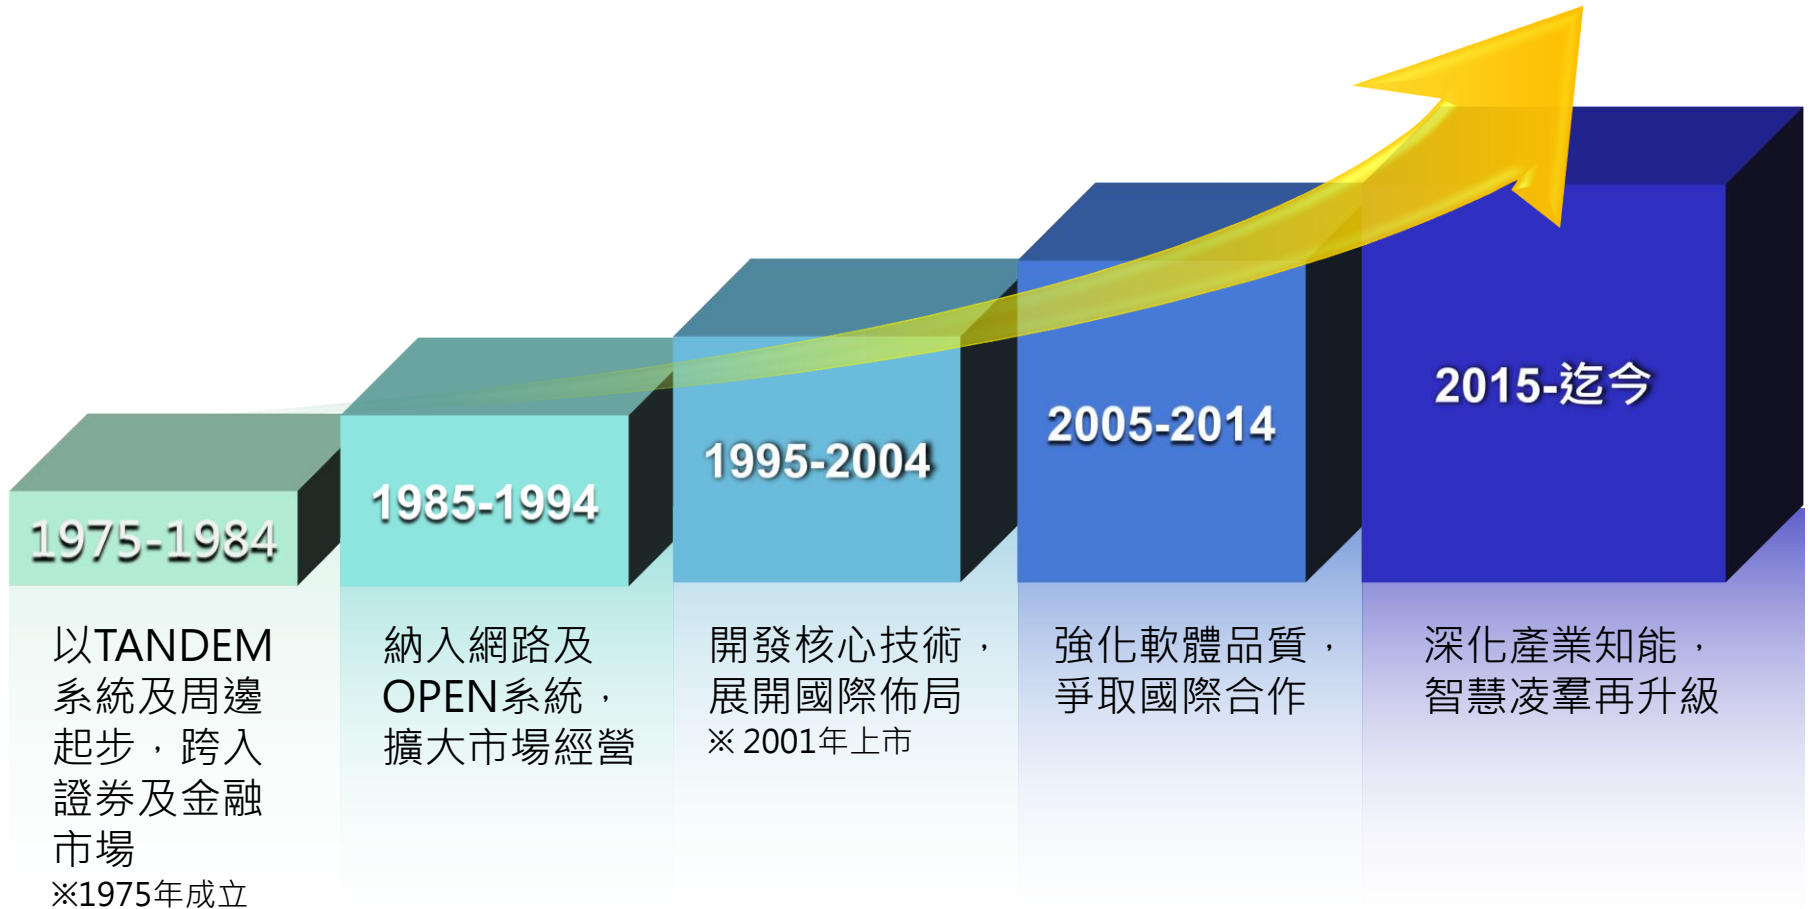 1975-1984
以TANDEM
系統及周邊
起步，跨入
證券及金融
市場
※1975年成立
1985-1994
納入網路及
OPEN系統，
擴大市場經營
1995-2004
開發核心技術，
展開國際佈局
※ 2001年上市
2005-2014
強化軟體品質，
爭取國際合作
2015-迄今
深化產業知能，
智慧凌羣再升級